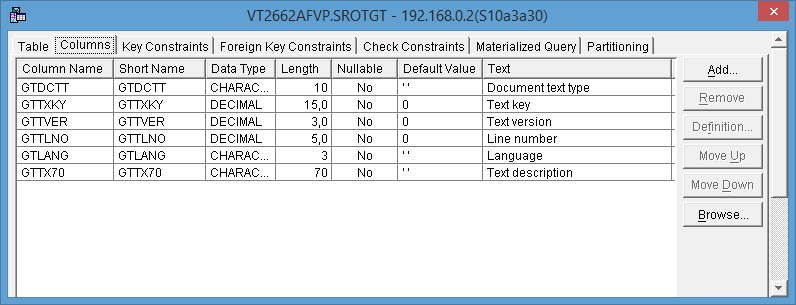 VT2662AFVP.SROTGT - 192.168.0.2(S10a3a30)
Table Columns Key Constraints Foreign Key Constraints Check Constraints Materialized Query Partitioning
Column Name Short Name Data Type Length Nullable Default Value Text
GTDCTT GTDCTT CHARAC... 10 No ' ' Document text type
GTTXKY GTTXKY DECIMAL 15,0 No 0 Text key
GTTVER GTTVER DECIMAL 3,0 No 0 Text version
GTTLNO GTTLNO DECIMAL 5,0 No 0 Line number
GTLANG GTLANG CHARAC... 3 No ' ' Language
GTTX70 GTTX70 CHARAC... 70 No ' ' Text description
Add...
Remove
Definition...
Move Up
Move Down
Browse...